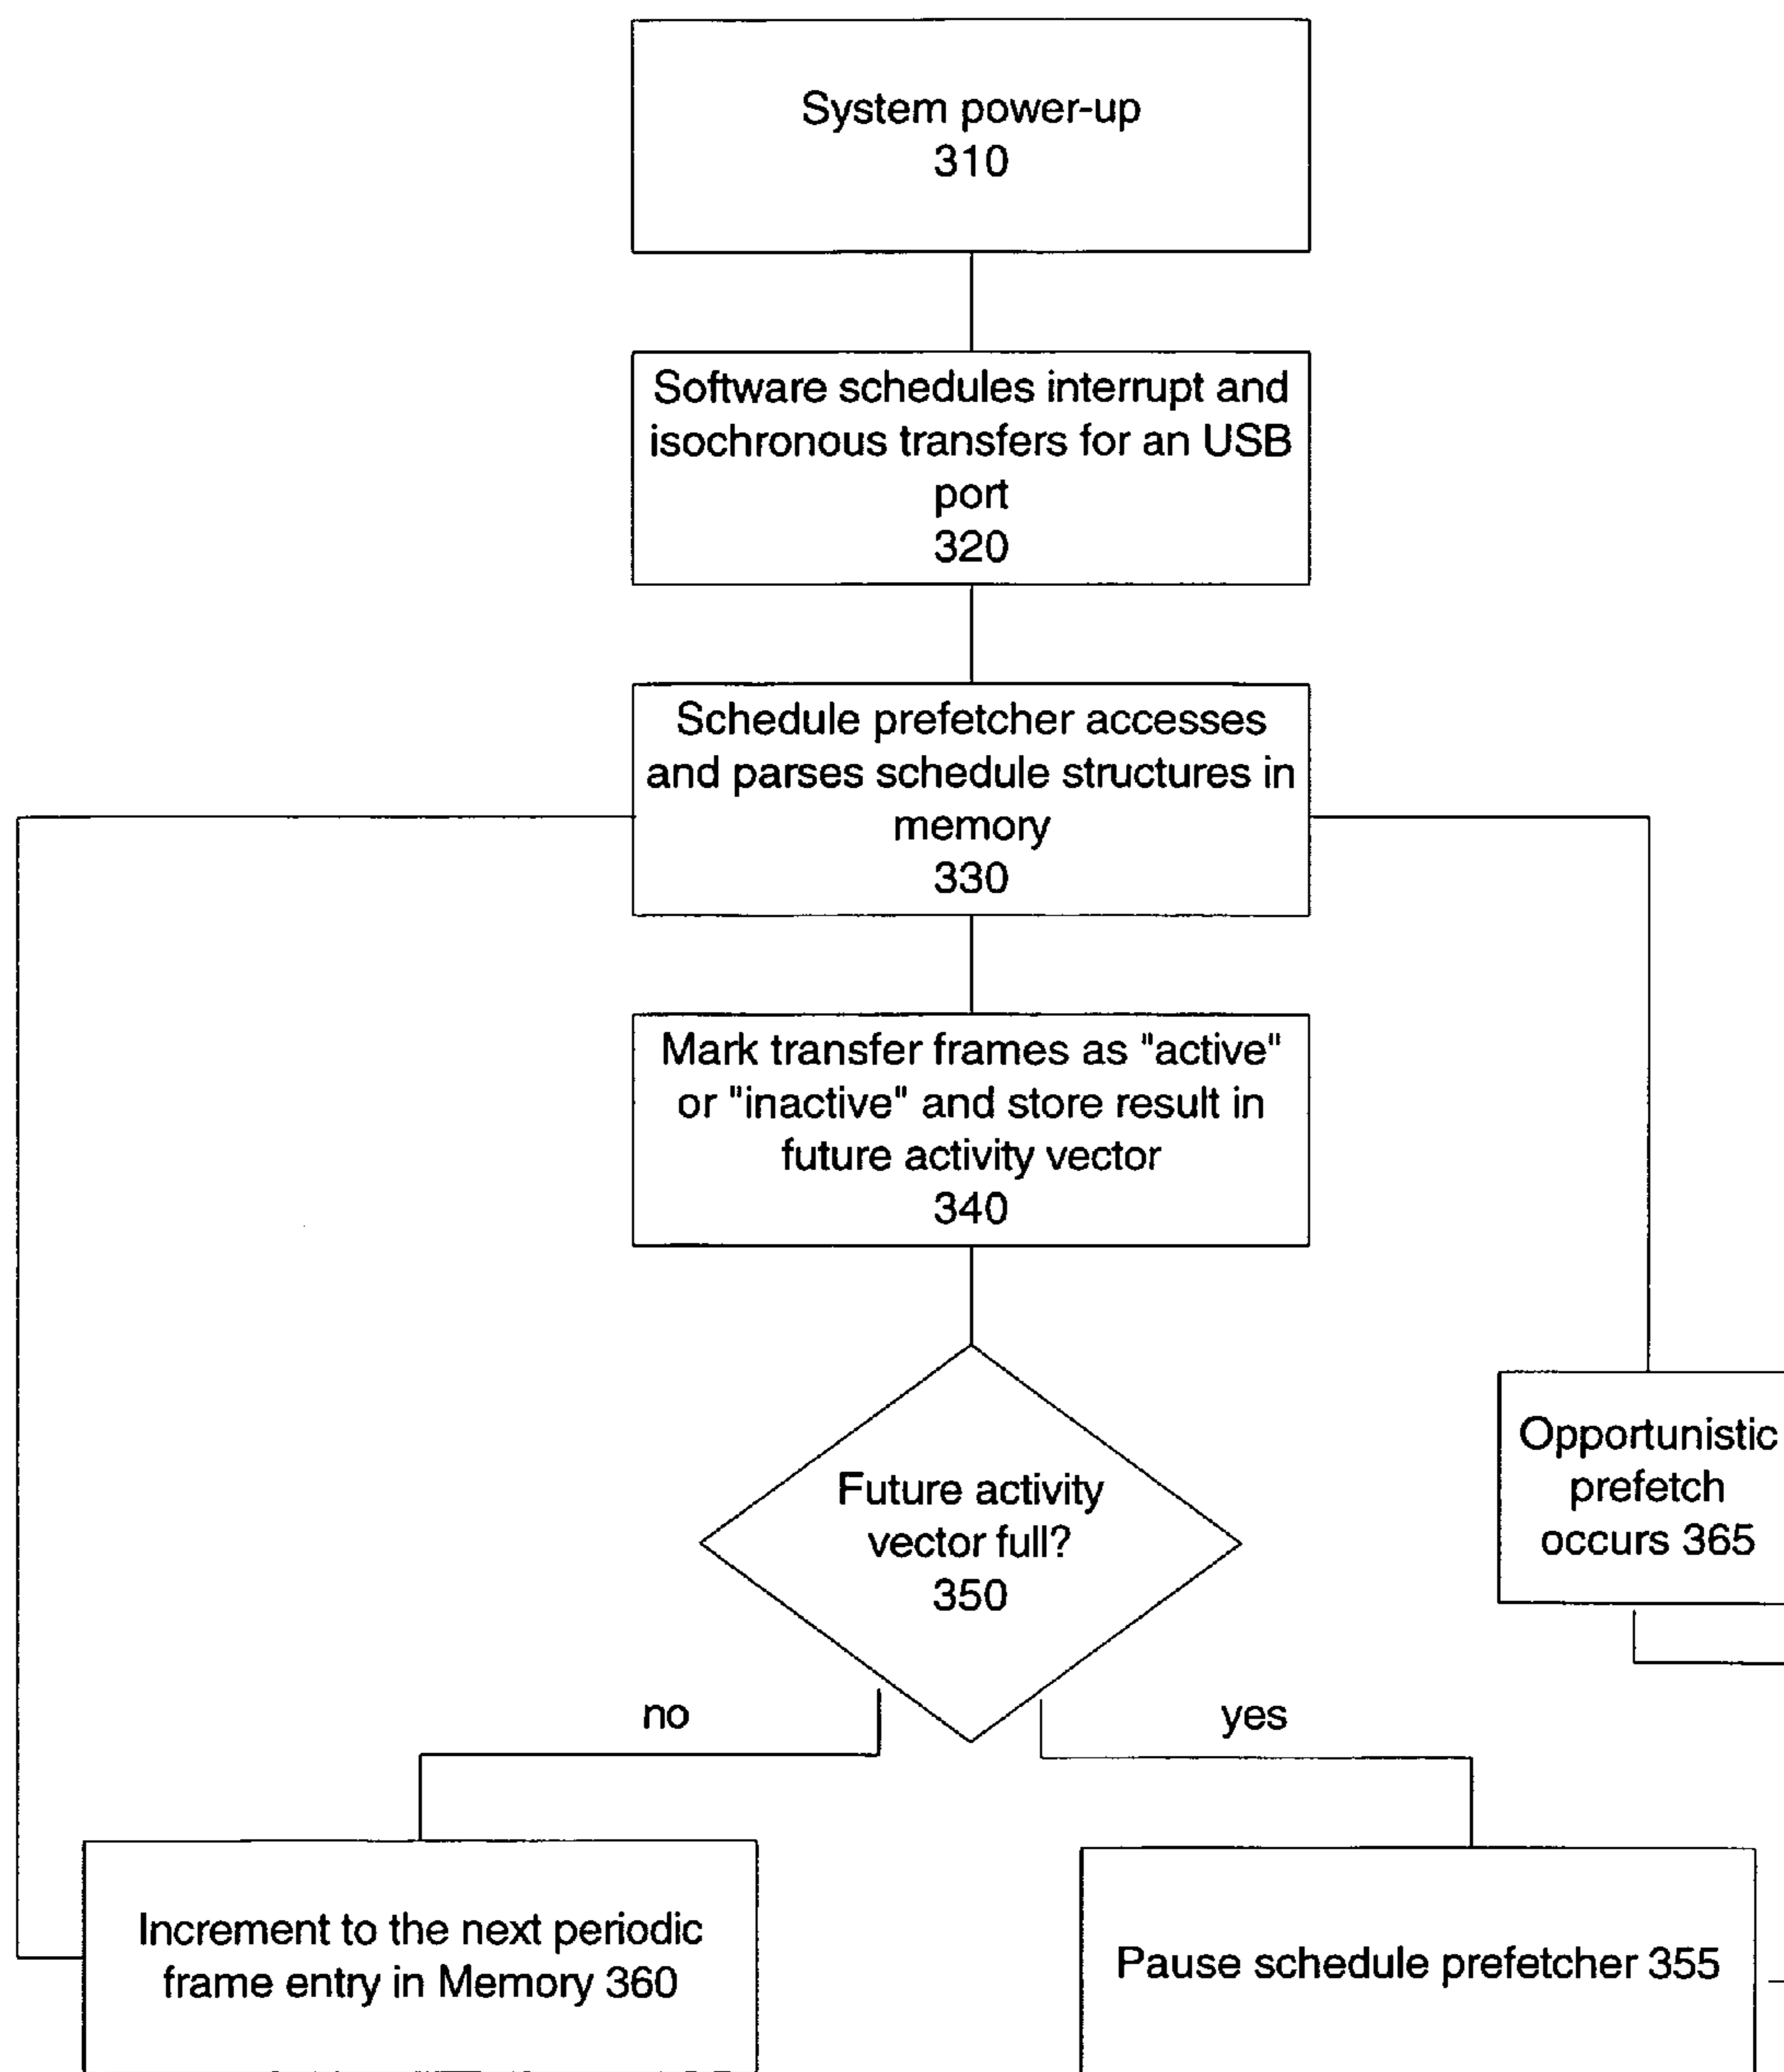 System power-up
310
Software schedules interrupt and
isochronous transfers for an USB
port
320
Schedule prefetcher accesses
and parses schedule structures in
memory
330
Mark transfer frames as "active"
or "inactive" and store result in
future activity vector
340
Future activity
vector full?
350
Opportunistic
prefetch
occurs 365
no
yes
Increment to the next periodic
frame entry in Memory 360
Pause schedule prefetcher 355